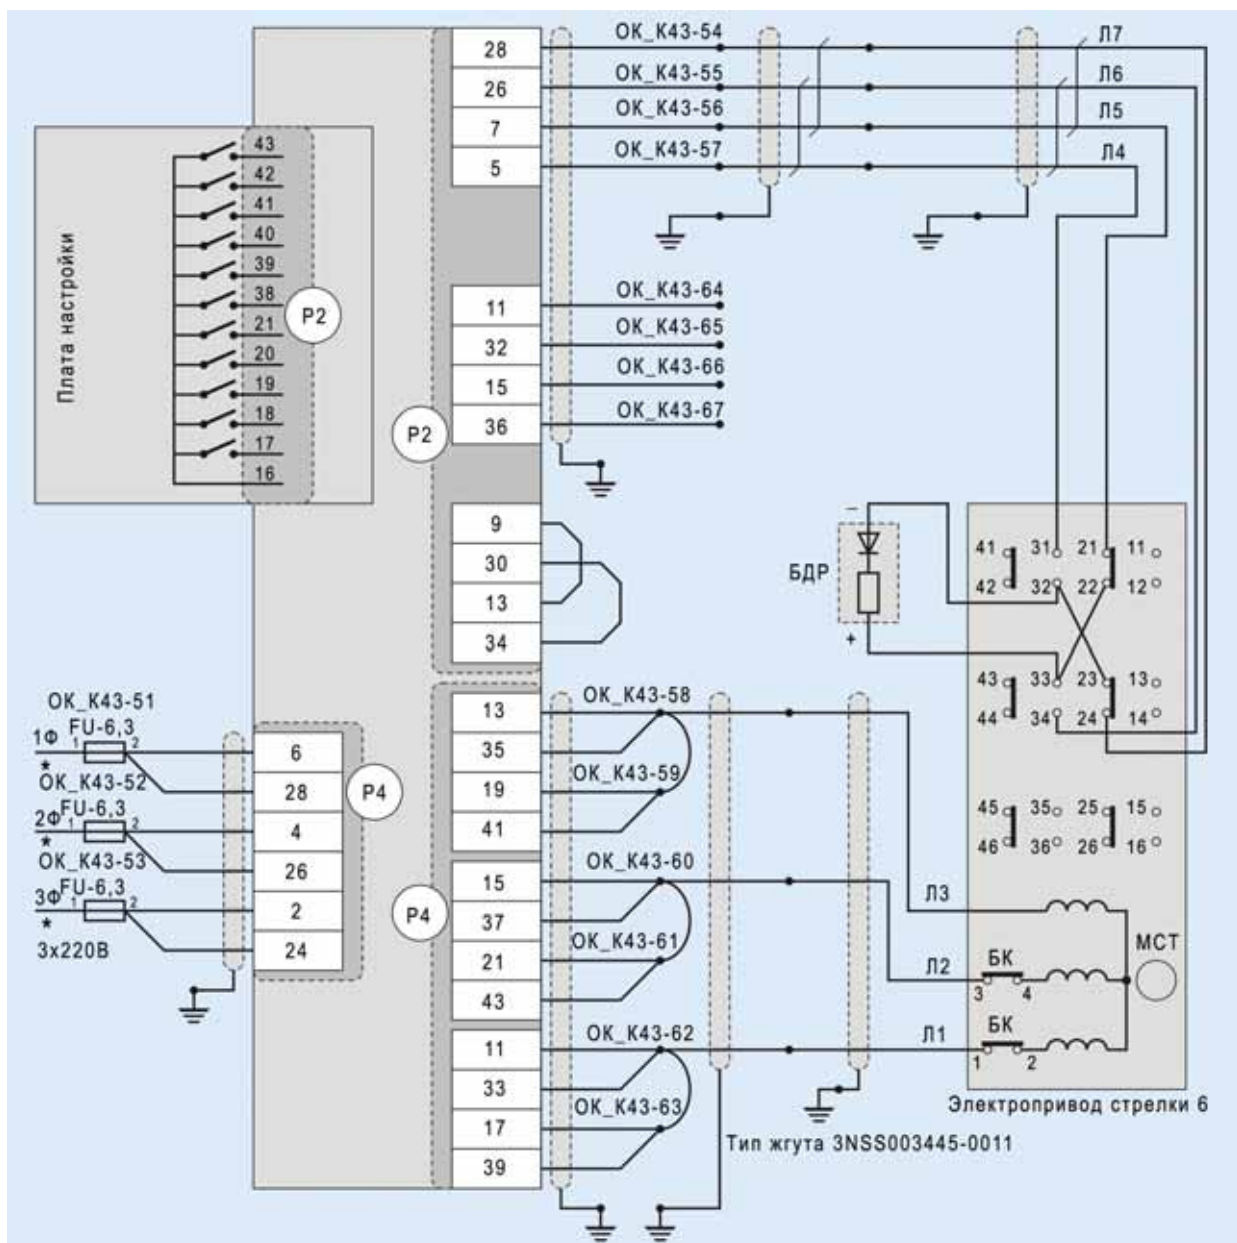 ОК_К43-54
28
Л7
ОК_К43-55
26
Л6
ОК_К43-56
7
Л5
ОК_К43-57
5
Л4
Плата настройки
43
42
41
40
39
38
21
20
19
18
17
16
Р2
Р2
ОК_К43-64
11
ОК_К43-65
32
ОК_К43-66
15
ОК_К43-67
36
9
30
13
34
БДР
−
+
41 31 21 11
42 32 22 12
43 33 23 13
44 34 24 14
45 35 25 15
46 36 26 16
ОК_К43-51
1Ф 1 FU-6,3 2
*
6
ОК_К43-52
28
2Ф 1 FU-6,3 2
*
4
ОК_К43-53
26
3Ф 1 FU-6,3 2
*
2
3х220В
24
Р4
Р4
13
ОК_К43-58
35
19
ОК_К43-59
41
15
ОК_К43-60
37
21
ОК_К43-61
43
11
ОК_К43-62
33
17
ОК_К43-63
39
Л3
МСТ
Л2
БК
3 4
Л1
БК
1 2
Электропривод стрелки 6
Тип жгута 3NSS003445-0011